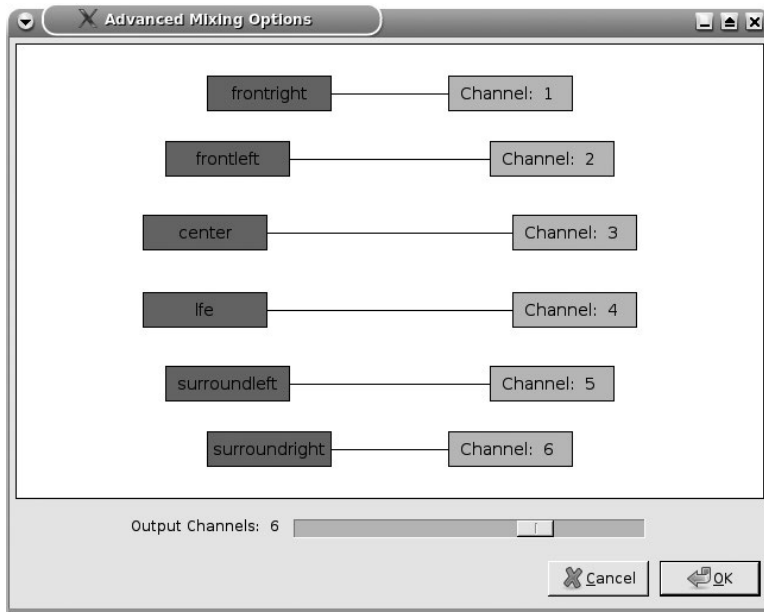 Advanced Mixing Options
frontright Channel: 1
frontleft Channel: 2
center Channel: 3
lfe Channel: 4
surroundleft Channel: 5
surroundright Channel: 6
Output Channels: 6
Cancel OK